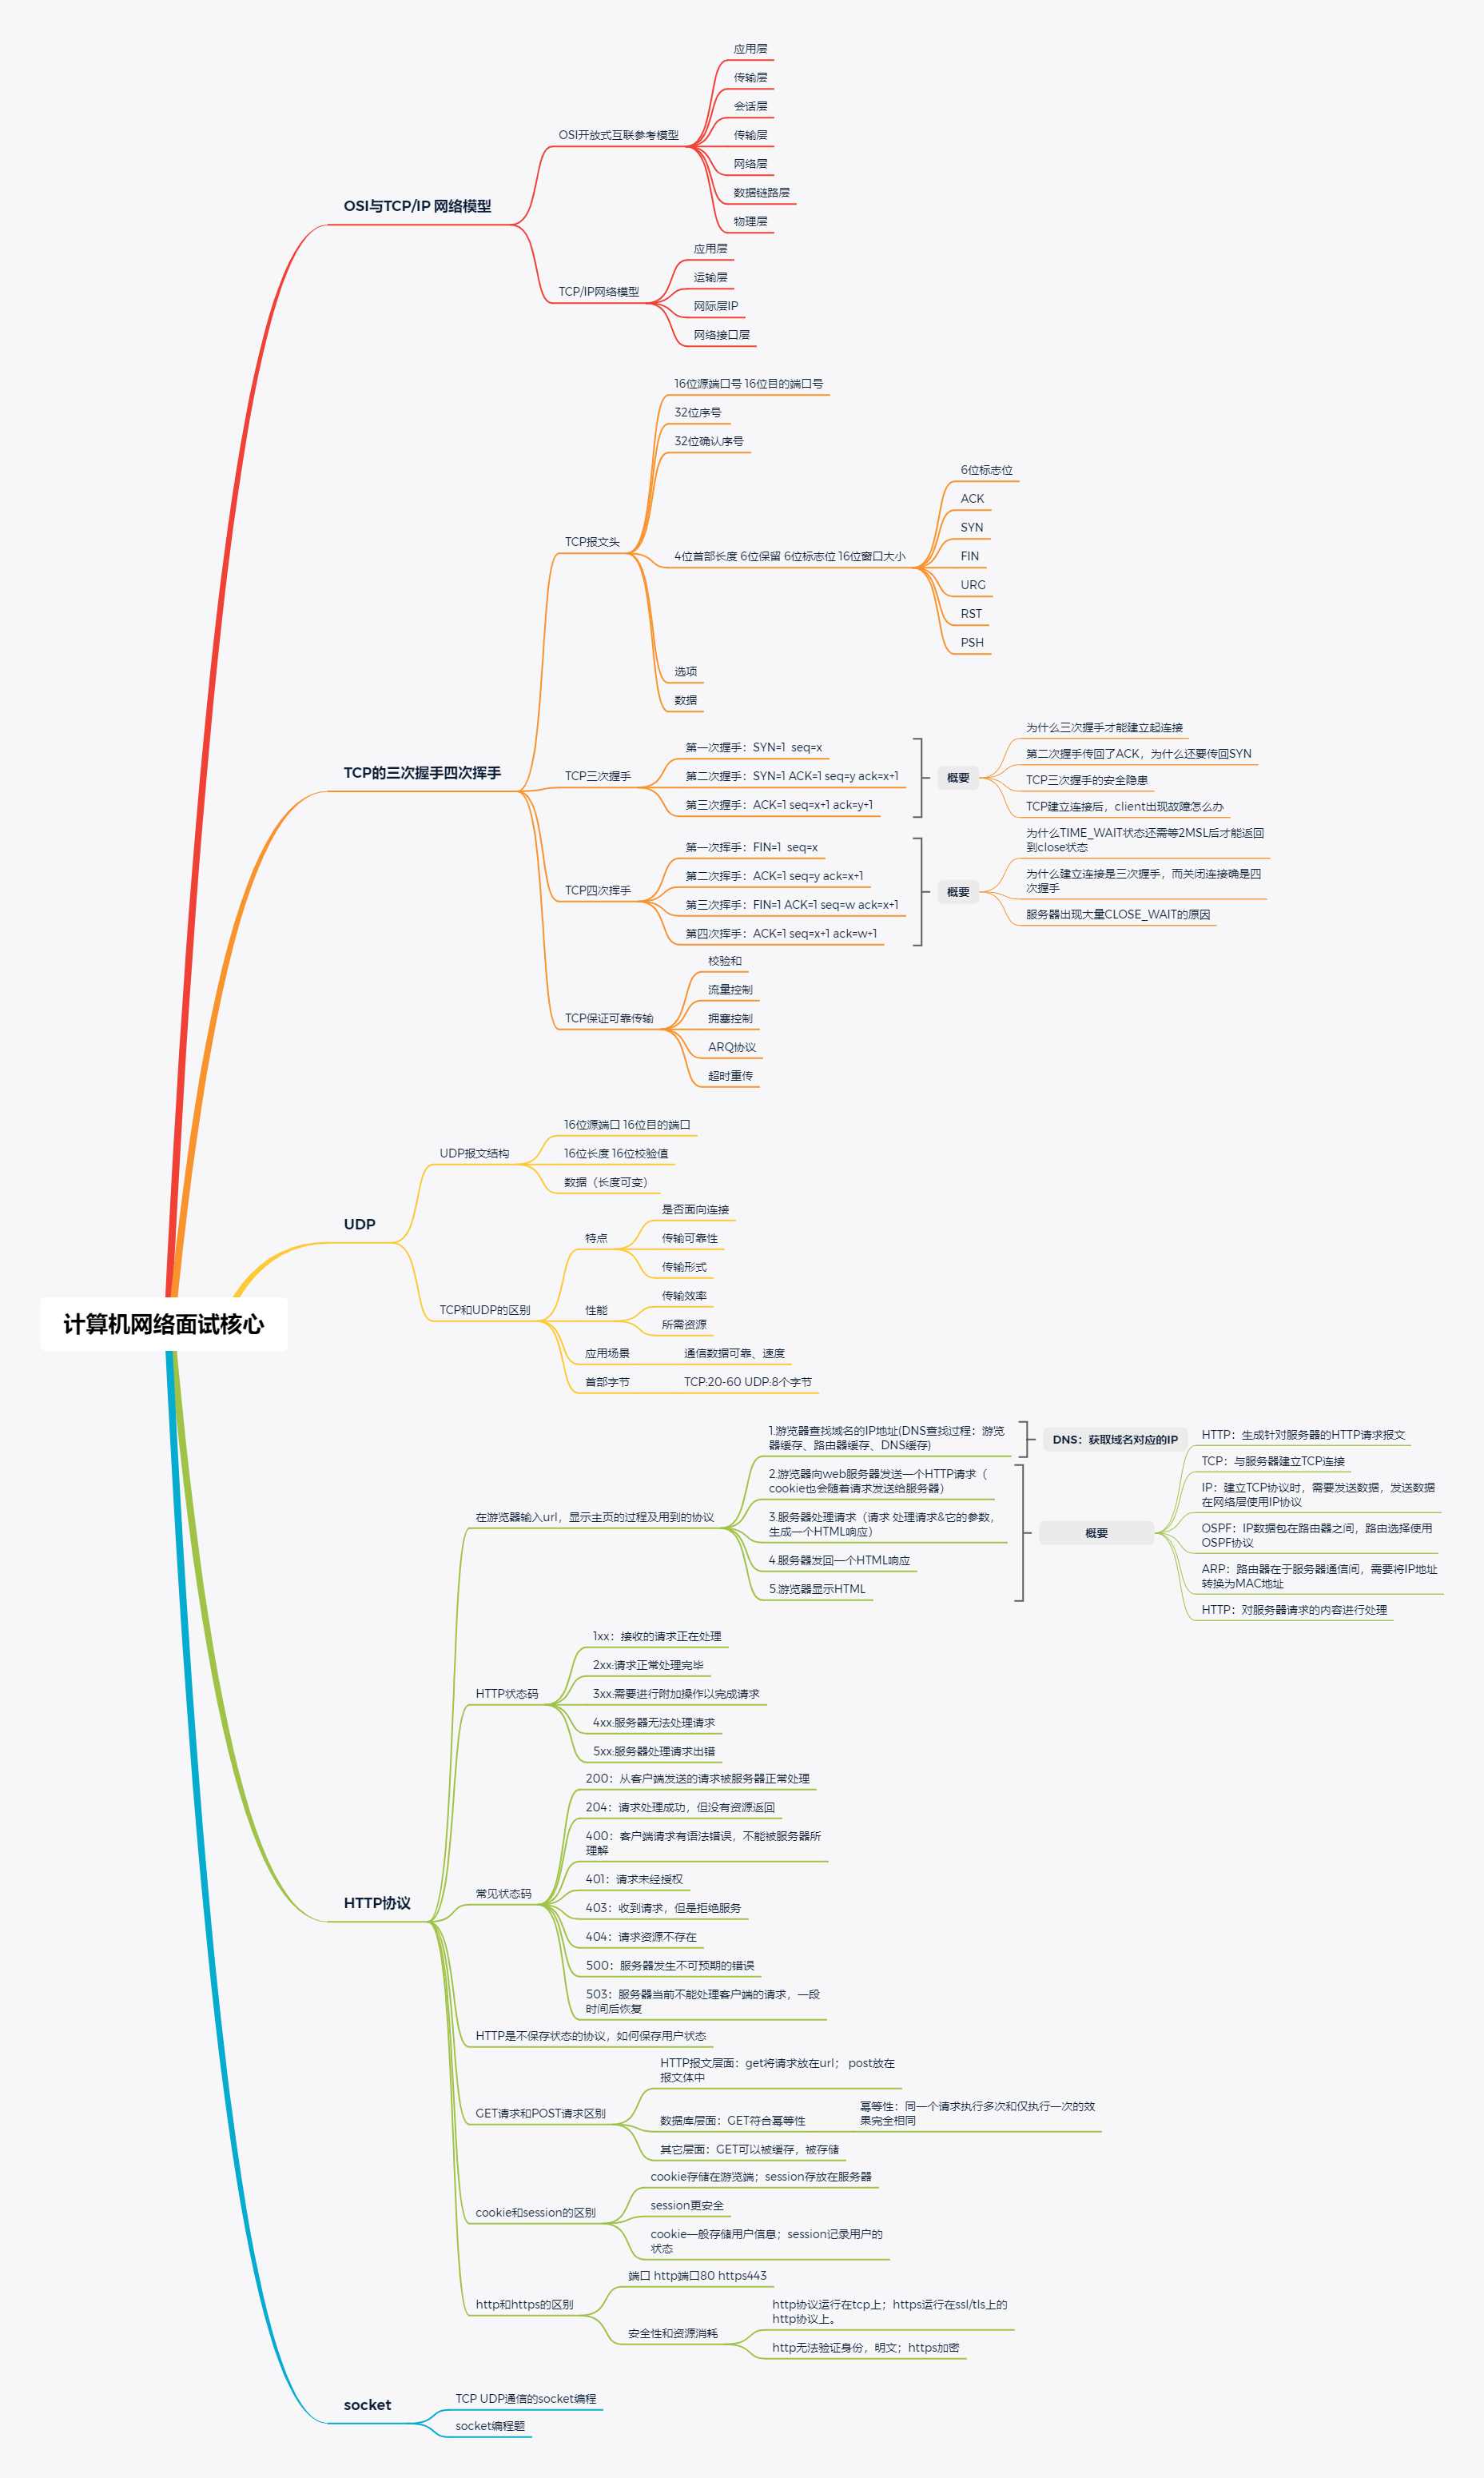 计算机网络面试核心
OSI与TCP/IP 网络模型
OSI开放式互联参考模型
应用层
传输层
会话层
传输层
网络层
数据链路层
物理层
TCP/IP网络模型
应用层
运输层
网际层IP
网络接口层
TCP的三次握手四次挥手
TCP报文头
16位源端口号 16位目的端口号
32位序号
32位确认序号
4位首部长度 6位保留 6位标志位 16位窗口大小
6位标志位
ACK
SYN
FIN
URG
RST
PSH
选项
数据
TCP三次握手
第一次握手：SYN=1 seq=x
第二次握手：SYN=1 ACK=1 seq=y ack=x+1
第三次握手：ACK=1 seq=x+1 ack=y+1
概要
为什么三次握手才能建立起连接
第二次握手传回了ACK，为什么还要传回SYN
TCP三次握手的安全隐患
TCP建立连接后，client出现故障怎么办
TCP四次挥手
第一次挥手：FIN=1 seq=x
第二次挥手：ACK=1 seq=y ack=x+1
第三次挥手：FIN=1 ACK=1 seq=w ack=x+1
第四次挥手：ACK=1 seq=x+1 ack=w+1
概要
为什么TIME_WAIT状态还需等2MSL后才能返回
到close状态
为什么建立连接是三次握手，而关闭连接确是四
次握手
服务器出现大量CLOSE_WAIT的原因
TCP保证可靠传输
校验和
流量控制
拥塞控制
ARQ协议
超时重传
UDP
UDP报文结构
16位源端口 16位目的端口
16位长度 16位校验值
数据（长度可变）
TCP和UDP的区别
特点
是否面向连接
传输可靠性
传输形式
性能
传输效率
所需资源
应用场景
通信数据可靠、速度
首部字节
TCP:20-60 UDP:8个字节
HTTP协议
在游览器输入url，显示主页的过程及用到的协议
1.游览器查找域名的IP地址(DNS查找过程：游览
器缓存、路由器缓存、DNS缓存)
DNS：获取域名对应的IP
2.游览器向web服务器发送一个HTTP请求（
cookie也会随着请求发送给服务器）
3.服务器处理请求（请求 处理请求&它的参数，
生成一个HTML响应）
4.服务器发回一个HTML响应
5.游览器显示HTML
概要
HTTP：生成针对服务器的HTTP请求报文
TCP：与服务器建立TCP连接
IP：建立TCP协议时，需要发送数据，发送数据
在网络层使用IP协议
OSPF：IP数据包在路由器之间，路由选择使用
OSPF协议
ARP：路由器在于服务器通信间，需要将IP地址
转换为MAC地址
HTTP：对服务器请求的内容进行处理
HTTP状态码
1xx：接收的请求正在处理
2xx:请求正常处理完毕
3xx:需要进行附加操作以完成请求
4xx:服务器无法处理请求
5xx:服务器处理请求出错
常见状态码
200：从客户端发送的请求被服务器正常处理
204：请求处理成功，但没有资源返回
400：客户端请求有语法错误，不能被服务器所
理解
401：请求未经授权
403：收到请求，但是拒绝服务
404：请求资源不存在
500：服务器发生不可预期的错误
503：服务器当前不能处理客户端的请求，一段
时间后恢复
HTTP是不保存状态的协议，如何保存用户状态
GET请求和POST请求区别
HTTP报文层面：get将请求放在url； post放在
报文体中
数据库层面：GET符合幂等性
幂等性：同一个请求执行多次和仅执行一次的效
果完全相同
其它层面：GET可以被缓存，被存储
cookie和session的区别
cookie存储在游览端；session存放在服务器
session更安全
cookie一般存储用户信息；session记录用户的
状态
http和https的区别
端口 http端口80 https443
安全性和资源消耗
http协议运行在tcp上；https运行在ssl/tls上的
http协议上。
http无法验证身份，明文；https加密
socket
TCP UDP通信的socket编程
socket编程题